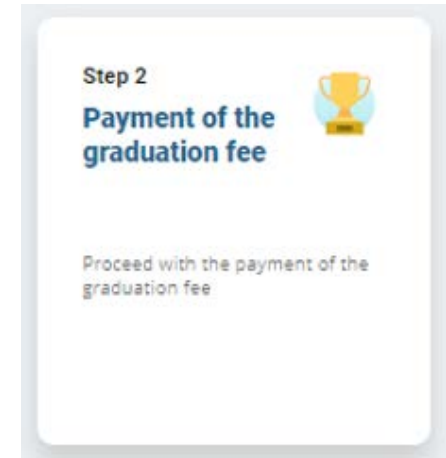 Step 2
Payment of the
graduation fee
Proceed with the payment of the
graduation fee